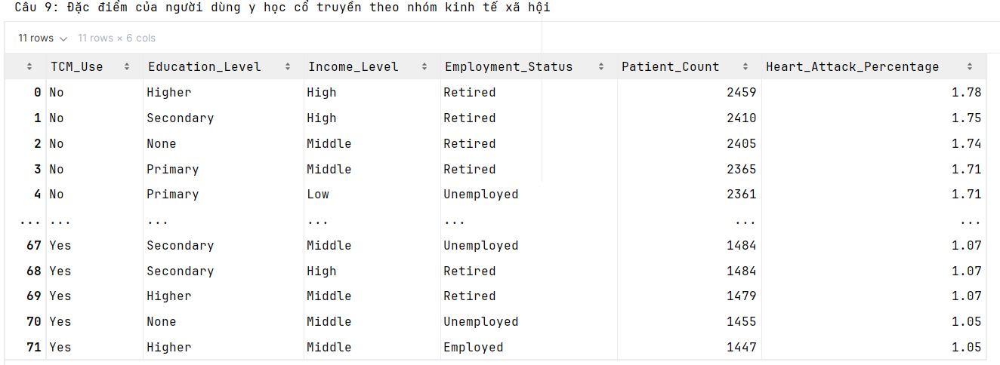 Câu 9: Đặc điểm của người dùng y học cổ truyền theo nhóm kinh tế xã hội
11 rows 11 rows × 6 cols
TCM_Use Education_Level Income_Level Employment_Status Patient_Count Heart_Attack_Percentage
0 No Higher High Retired 2459 1.78
1 No Secondary High Retired 2410 1.75
2 No None Middle Retired 2405 1.74
3 No Primary Middle Retired 2365 1.71
4 No Primary Low Unemployed 2361 1.71
... ... ... ... ... ... ...
67 Yes Secondary Middle Unemployed 1484 1.07
68 Yes Secondary High Retired 1484 1.07
69 Yes Higher Middle Retired 1479 1.07
70 Yes None Middle Unemployed 1455 1.05
71 Yes Higher Middle Employed 1447 1.05